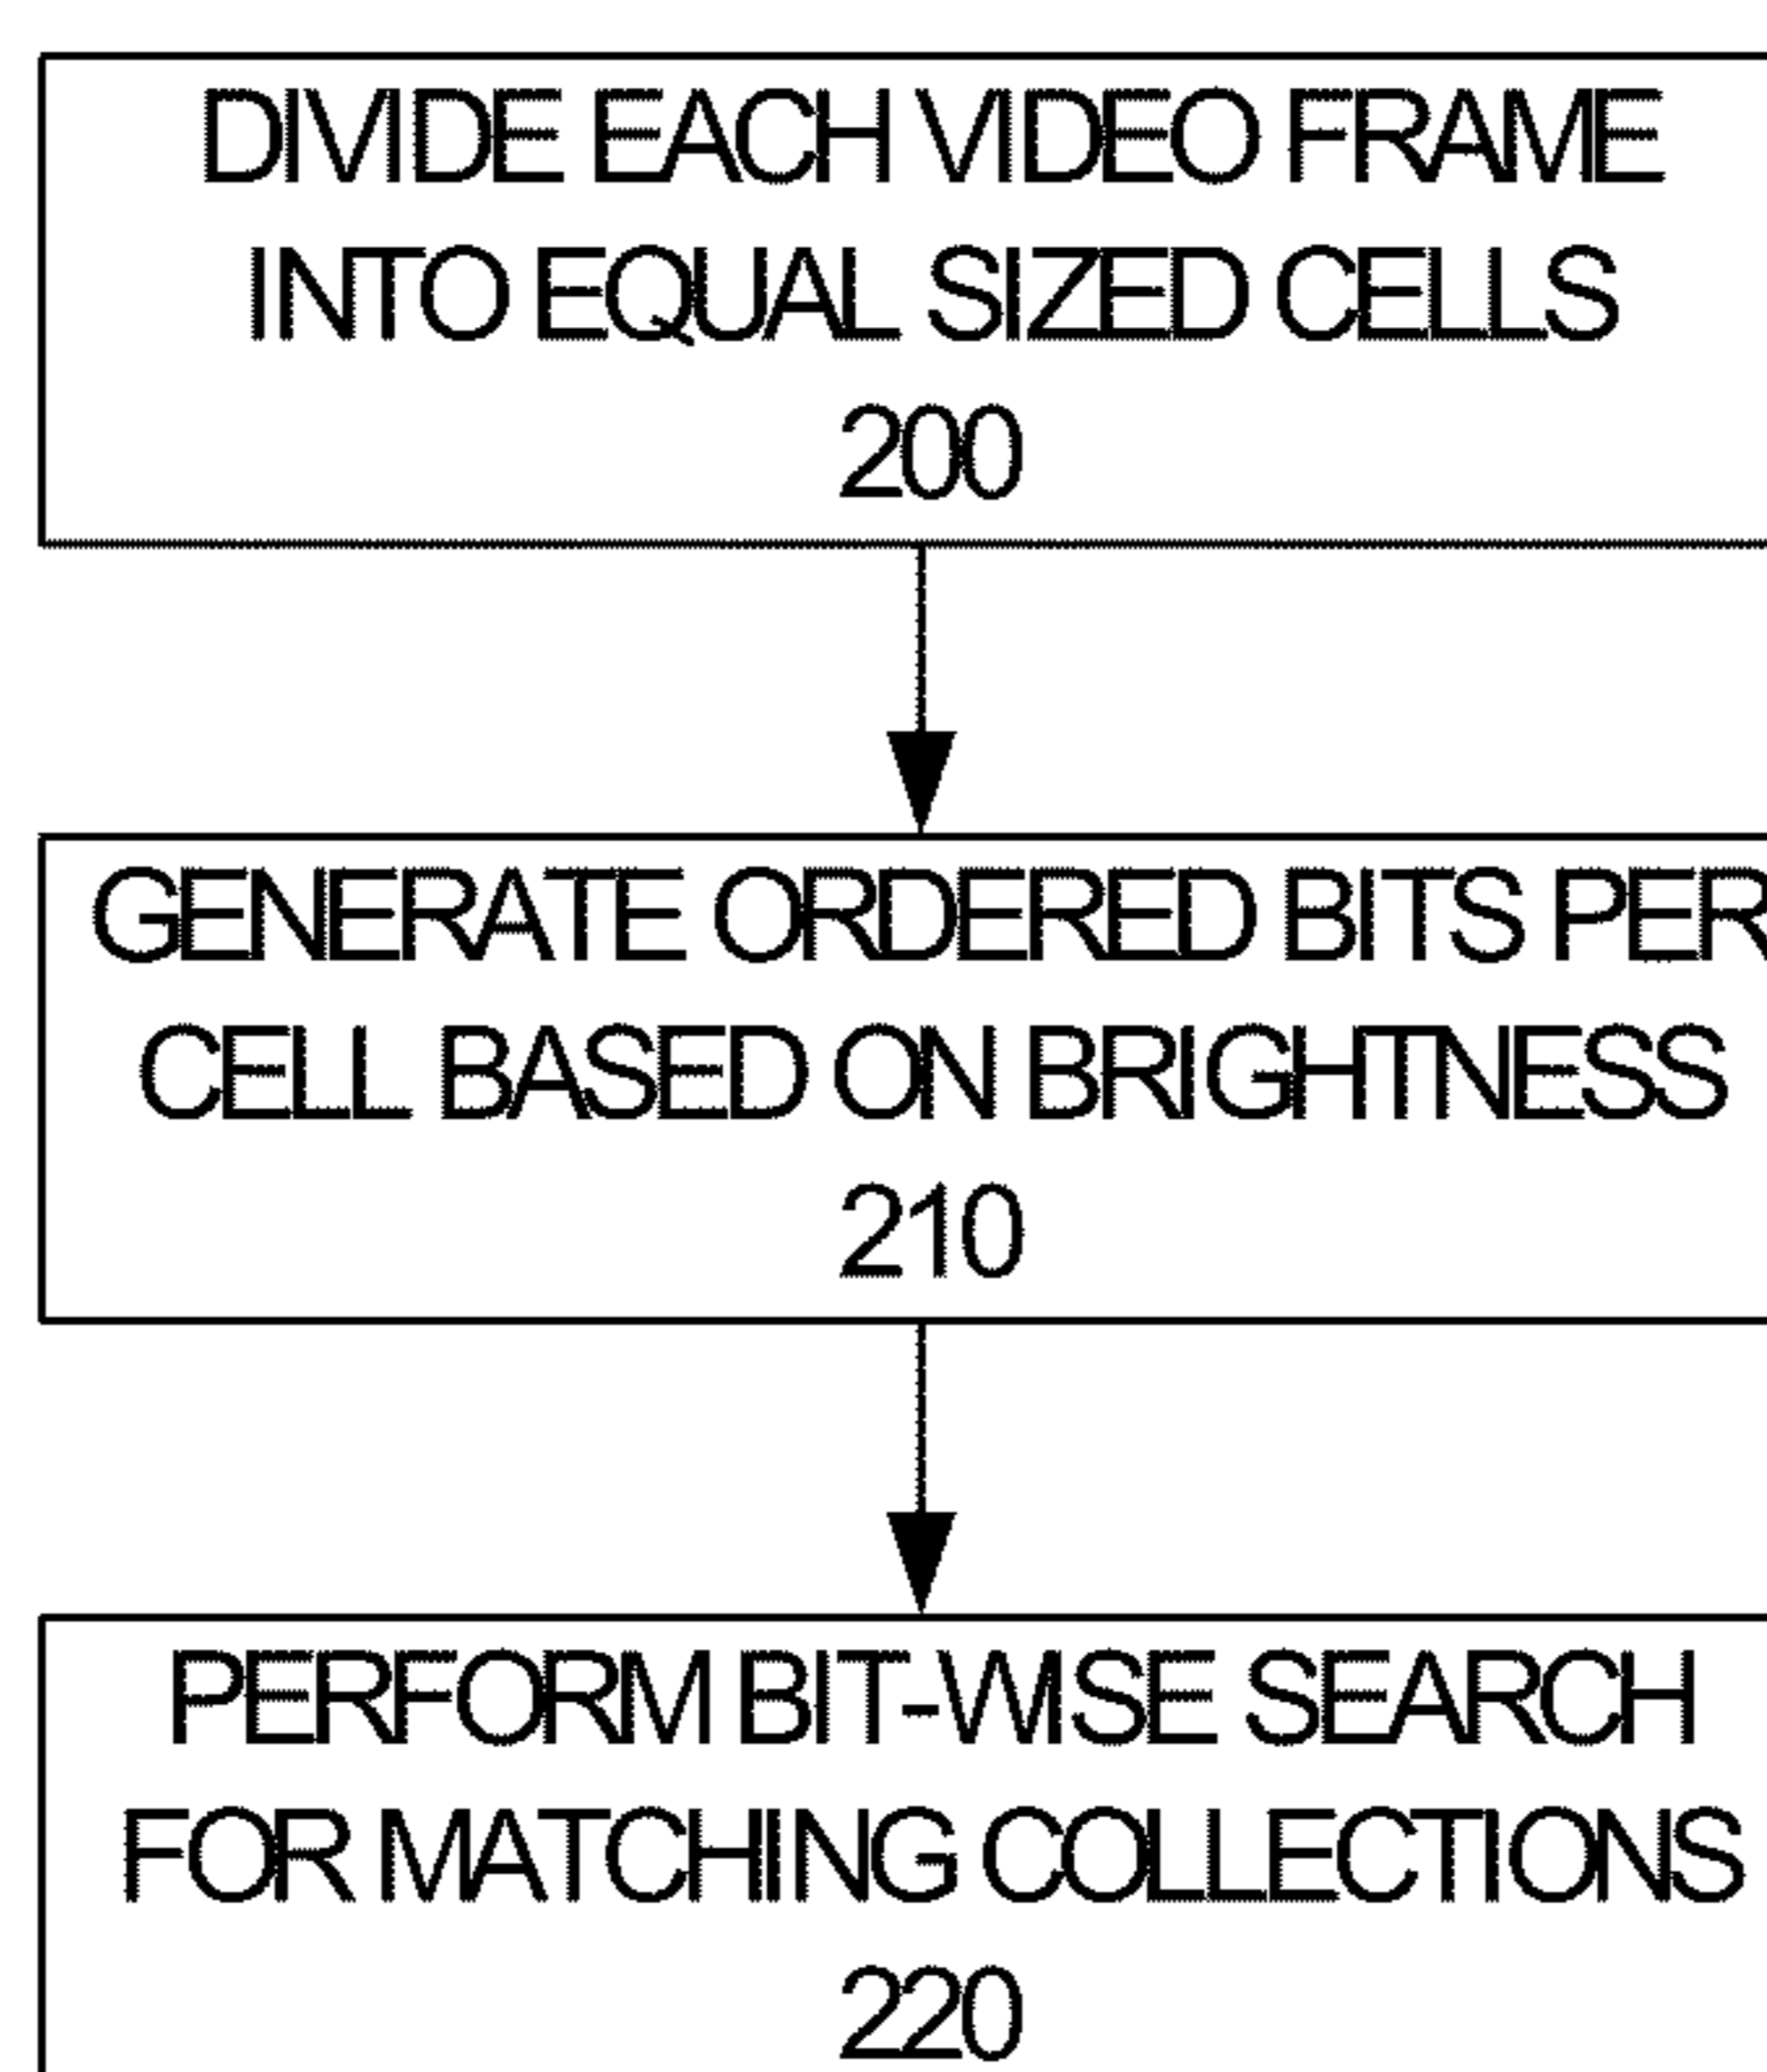 DIVIDE EACH VIDEO FRAME
INTO EQUAL SIZED CELLS
200
GENERATE ORDERED BITS PER
CELL BASED ON BRIGHTNESS
210
PERFORM BIT-WISE SEARCH
FOR MATCHING COLLECTIONS
220